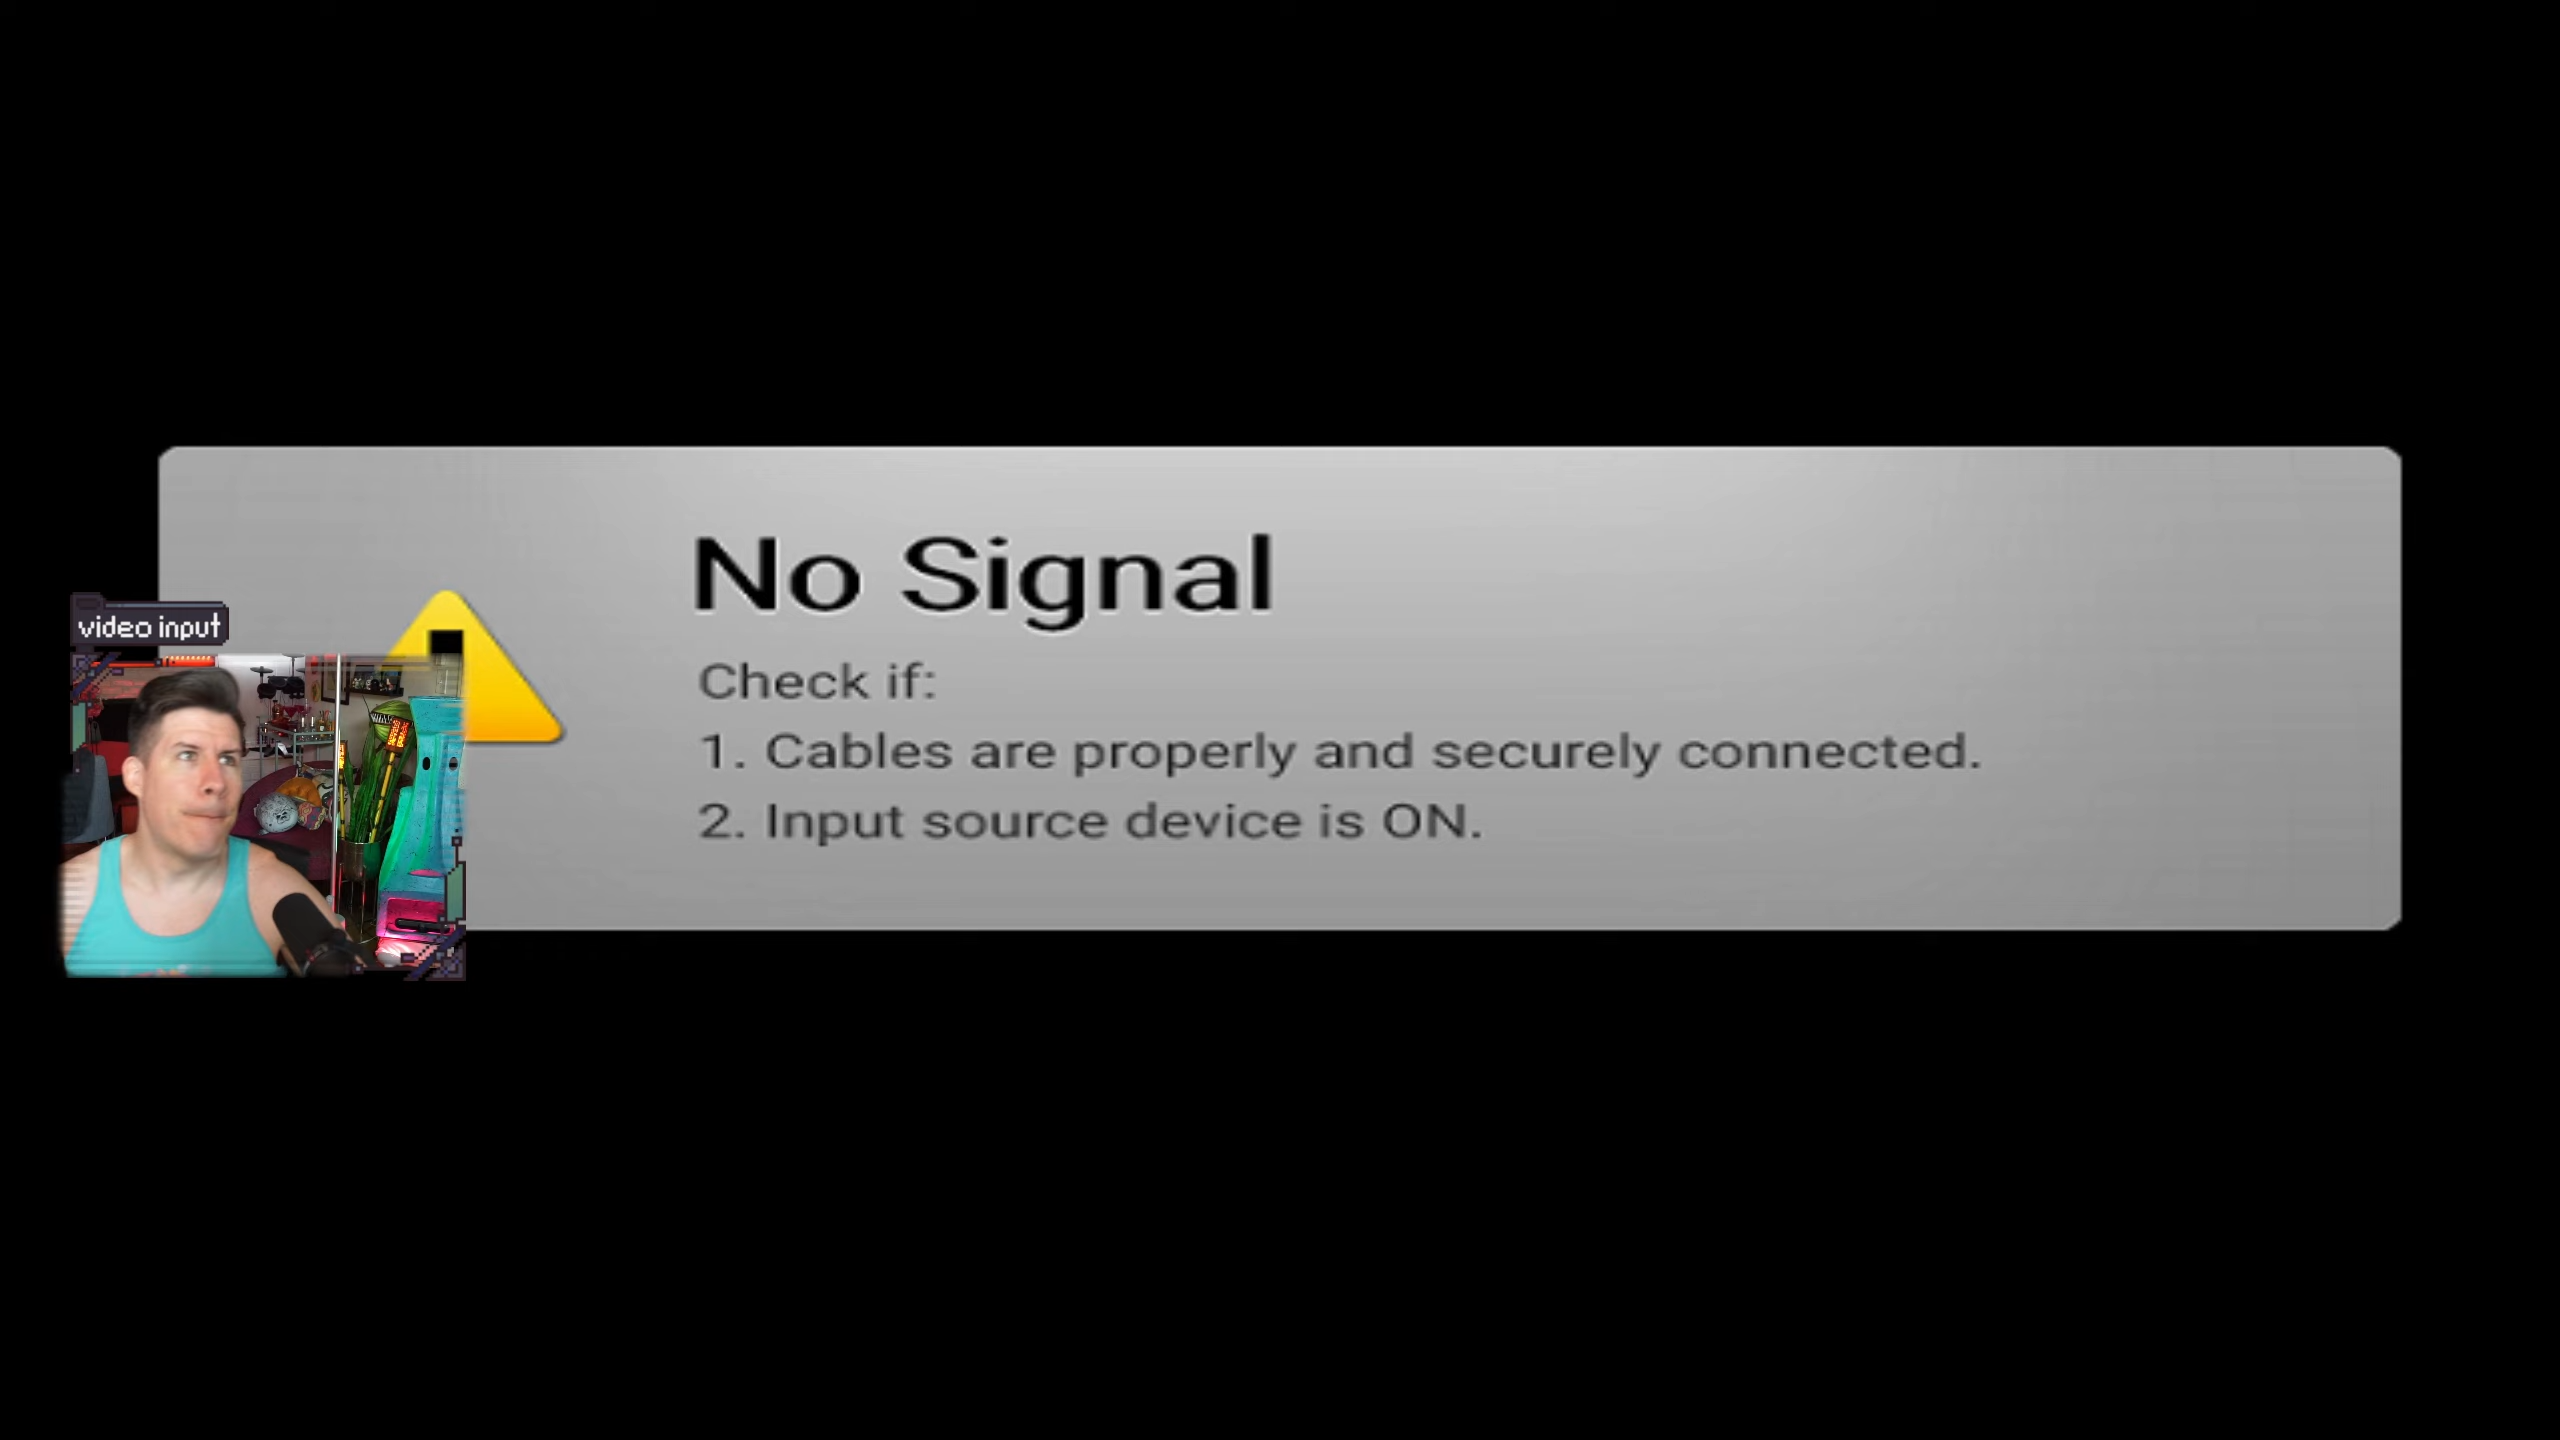 No Signal
Check if:
1. Cables are properly and securely connected.
2. Input source device is ON.
video input